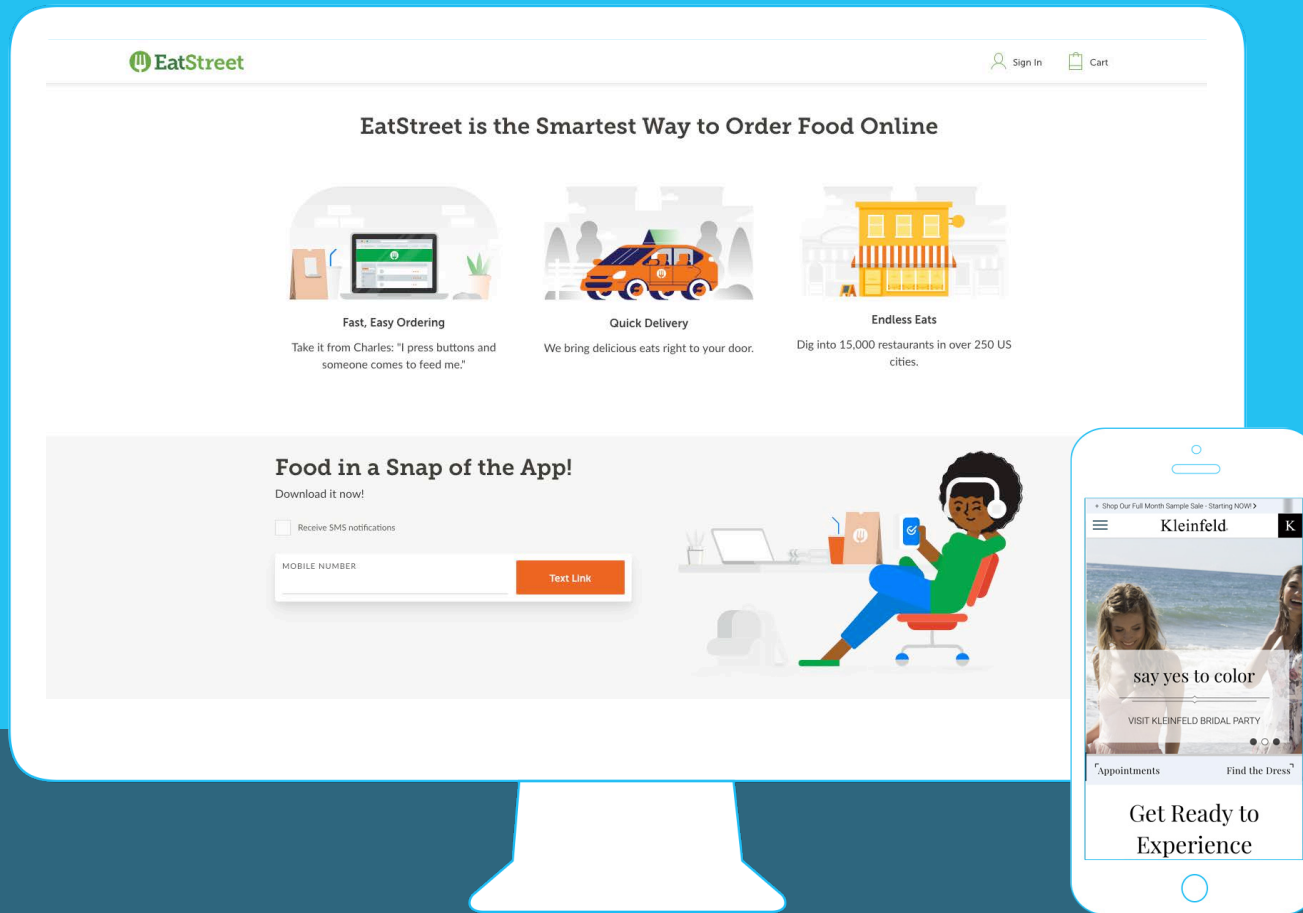 EatStreet
Sign In
Cart
EatStreet is the Smartest Way to Order Food Online
Fast, Easy Ordering
Take it from Charles: "I press buttons and
someone comes to feed me."
Quick Delivery
We bring delicious eats right to your door.
Endless Eats
Dig into 15,000 restaurants in over 250 US
cities.
Food in a Snap of the App!
Download it now!
Receive SMS notifications
MOBILE NUMBER
Text Link
+ Shop Our Full Month Sample Sale - Starting NOW! >
Kleinfeld
K
say yes to color
VISIT KLEINFELD BRIDAL PARTY
Appointments
Find the Dress
Get Ready to
Experience